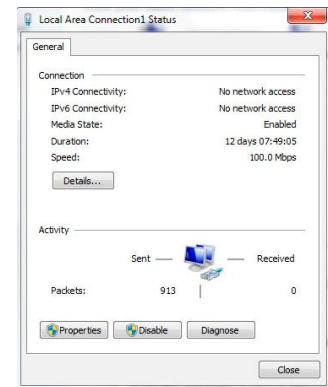 Local Area Connection1 Status
General
Connection
IPv4 Connectivity: No network access
IPv6 Connectivity: No network access
Media State: Enabled
Duration: 12 days 07:49:05
Speed: 100.0 Mbps
Details...
Activity
Sent Received
Packets: 913 0
Properties Disable Diagnose
Close